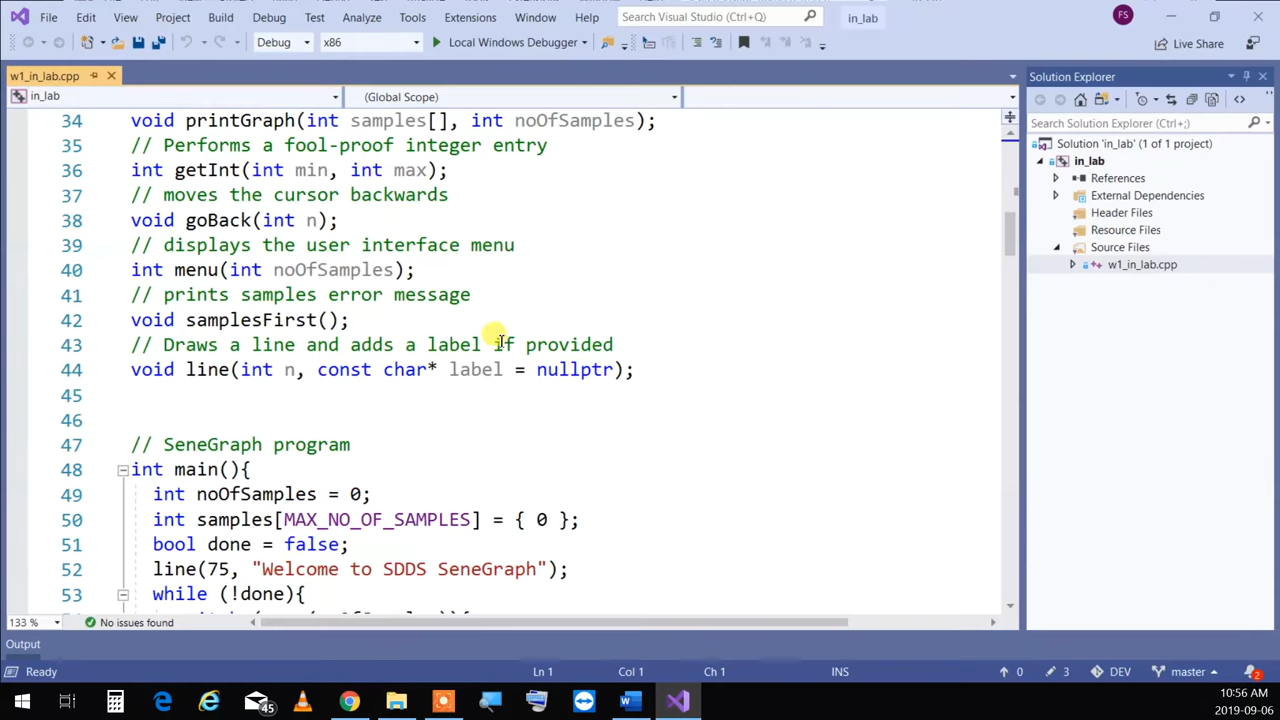 File Edit View Project Build Debug Test Analyze Tools Extensions Window Help Search Visual Studio (Ctrl+Q) in_lab FS
Debug x86 Local Windows Debugger Live Share
w1_in_lab.cpp
in_lab (Global Scope)
34 void printGraph(int samples[], int noOfSamples);
35 // Performs a fool-proof integer entry
36 int getInt(int min, int max);
37 // moves the cursor backwards
38 void goBack(int n);
39 // displays the user interface menu
40 int menu(int noOfSamples);
41 // prints samples error message
42 void samplesFirst();
43 // Draws a line and adds a label if provided
44 void line(int n, const char* label = nullptr);
45
46
47 // SeneGraph program
48 int main(){
49 int noOfSamples = 0;
50 int samples[MAX_NO_OF_SAMPLES] = { 0 };
51 bool done = false;
52 line(75, "Welcome to SDDS SeneGraph");
53 while (!done){
133 % No issues found
Solution Explorer
Search Solution Explorer (Ctrl+;)
Solution 'in_lab' (1 of 1 project)
in_lab
References
External Dependencies
Header Files
Resource Files
Source Files
w1_in_lab.cpp
Output
Ready Ln 1 Col 1 Ch 1 INS 0 3 DEV master 2
45
10:56 AM
2019-09-06